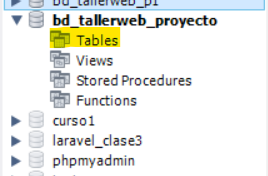 bd_tallerweb_p1
bd_tallerweb_proyecto
Tables
Views
Stored Procedures
Functions
curso1
laravel_clase3
phpmyadmin